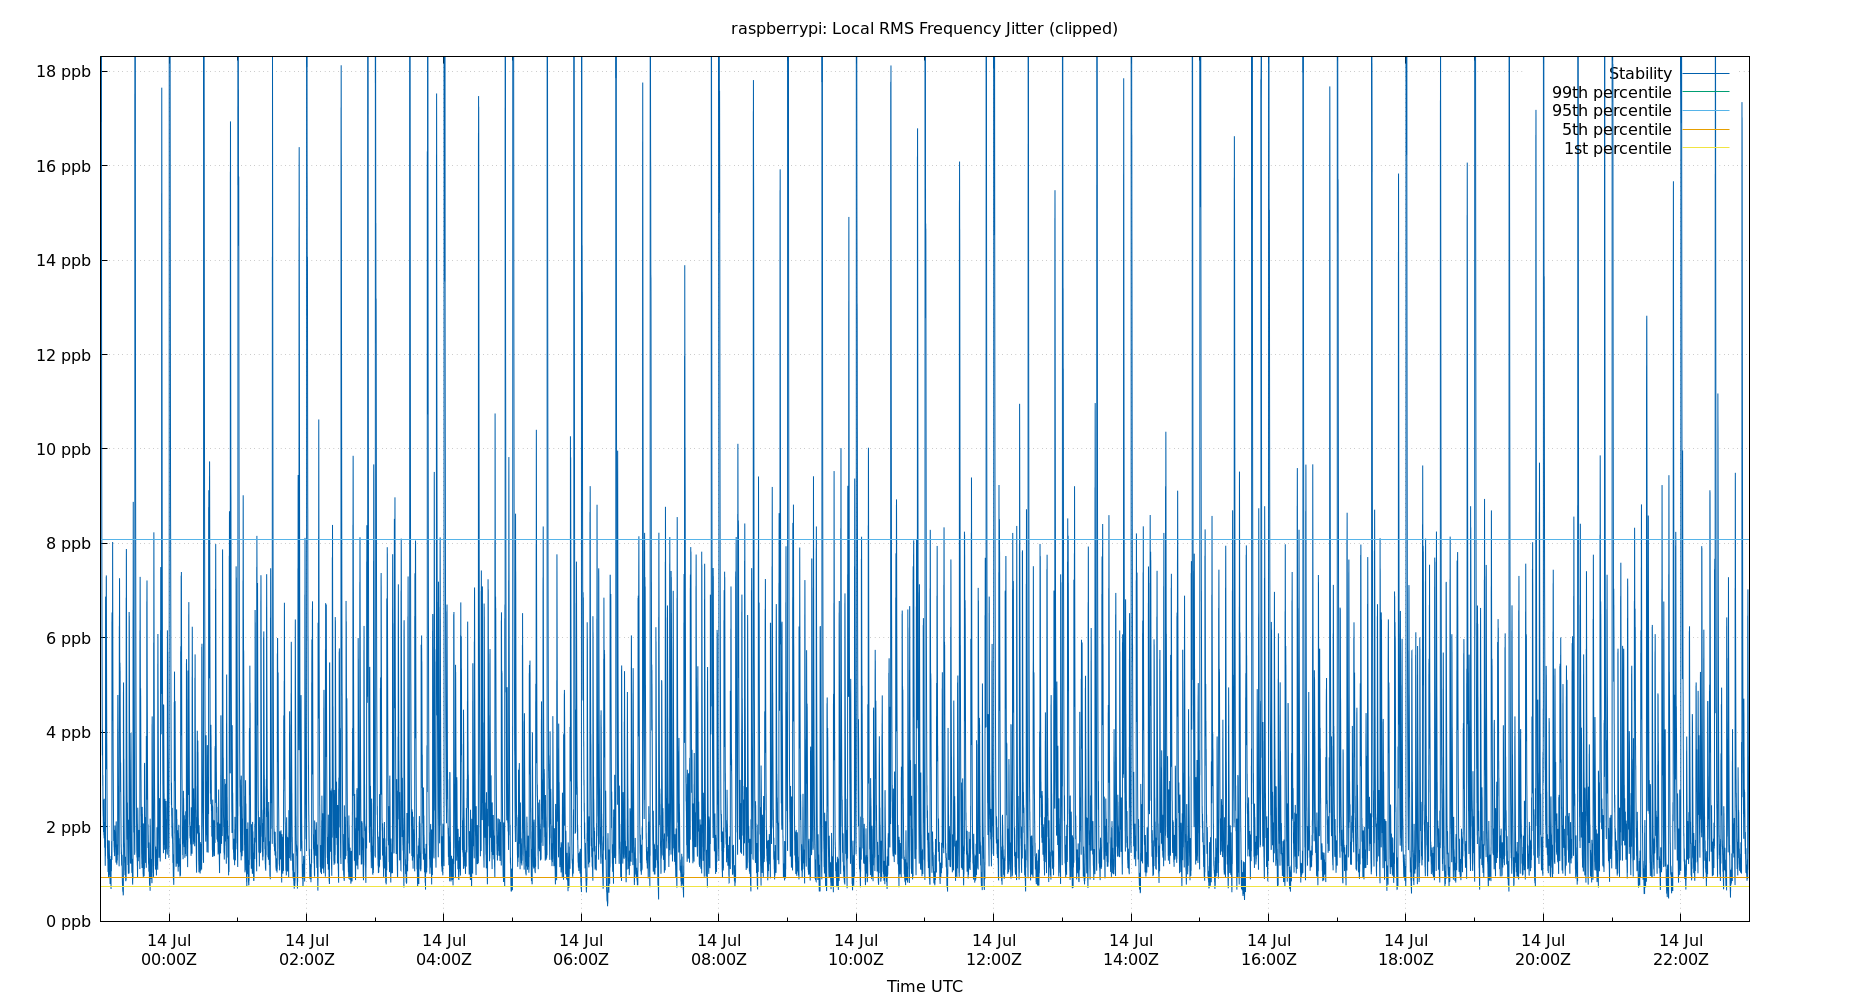 raspberrypi: Local RMS Frequency Jitter (clipped)
18 ppb
16 ppb
14 ppb
12 ppb
10 ppb
8 ppb
6 ppb
4 ppb
2 ppb
0 ppb
Stability
99th percentile
95th percentile
5th percentile
1st percentile
14 Jul 14 Jul 14 Jul 14 Jul 14 Jul 14 Jul 14 Jul 14 Jul 14 Jul 14 Jul 14 Jul 14 Jul
00:00Z 02:00Z 04:00Z 06:00Z 08:00Z 10:00Z 12:00Z 14:00Z 16:00Z 18:00Z 20:00Z 22:00Z
Time UTC